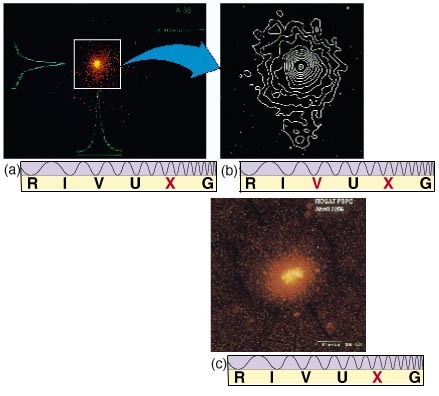 A 85
(a) R I V U X G
(b) R I V U X G
ROSAT PSPC
(c) R I V U X G